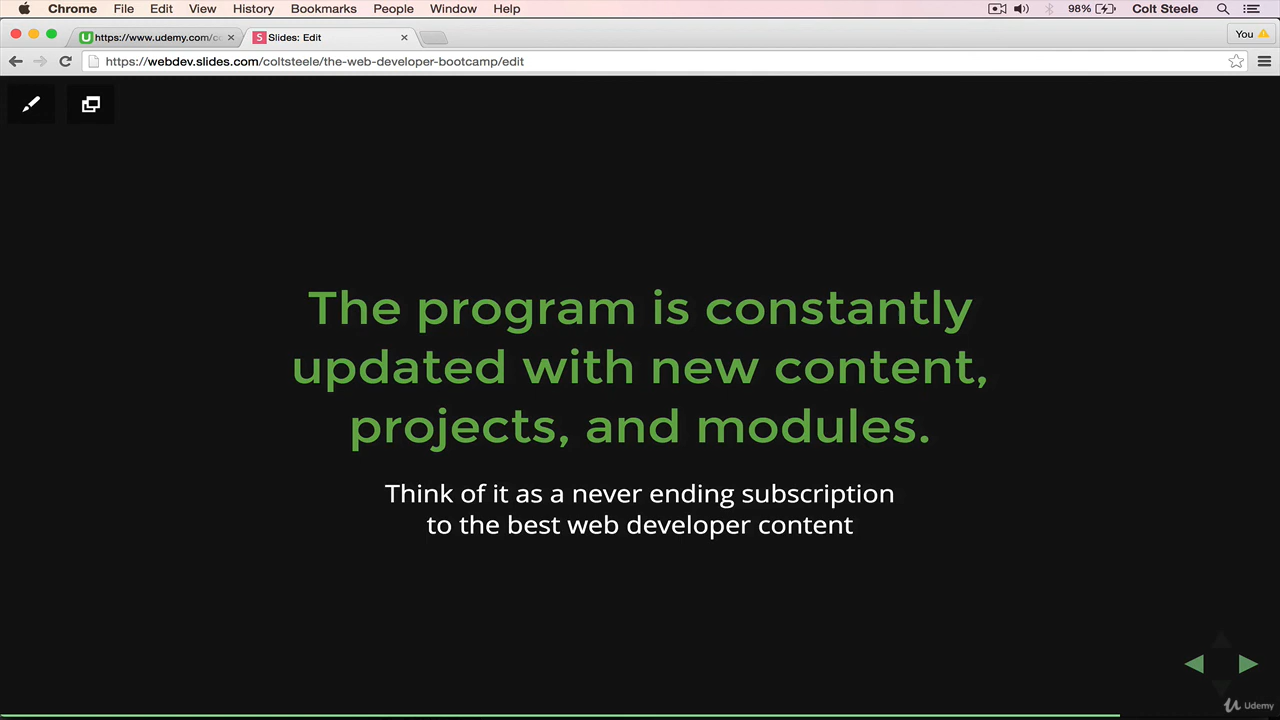 Chrome File Edit View History Bookmarks People Window Help 98% Colt Steele
https://www.udemy.com/co Slides: Edit You
https://webdev.slides.com/coltsteele/the-web-developer-bootcamp/edit
The program is constantly
updated with new content,
projects, and modules.
Think of it as a never ending subscription
to the best web developer content
Udemy